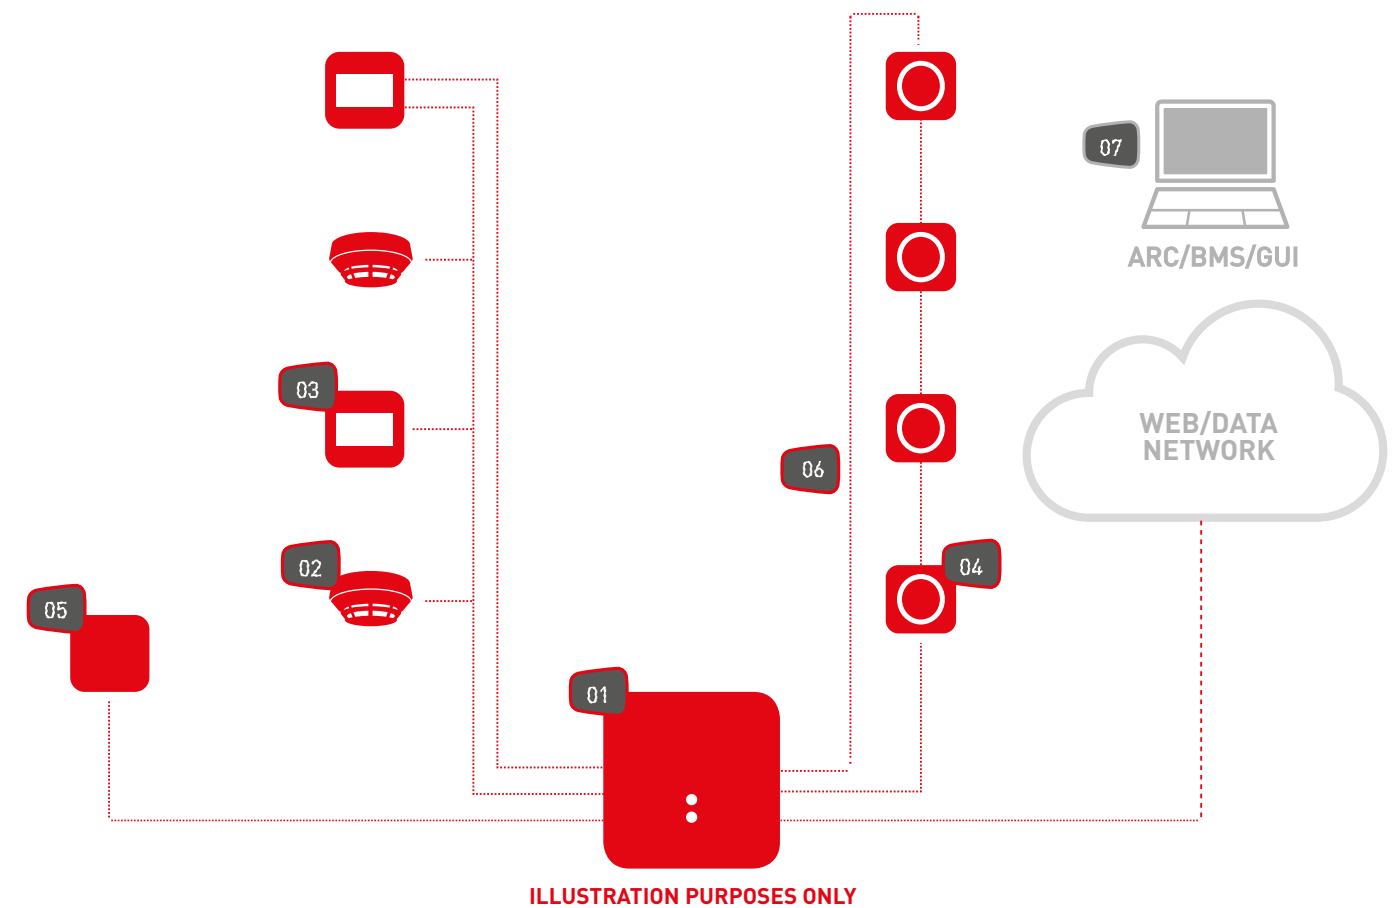 07
ARC/BMS/GUI
03
WEB/DATA
NETWORK
06
02
04
05
01
ILLUSTRATION PURPOSES ONLY